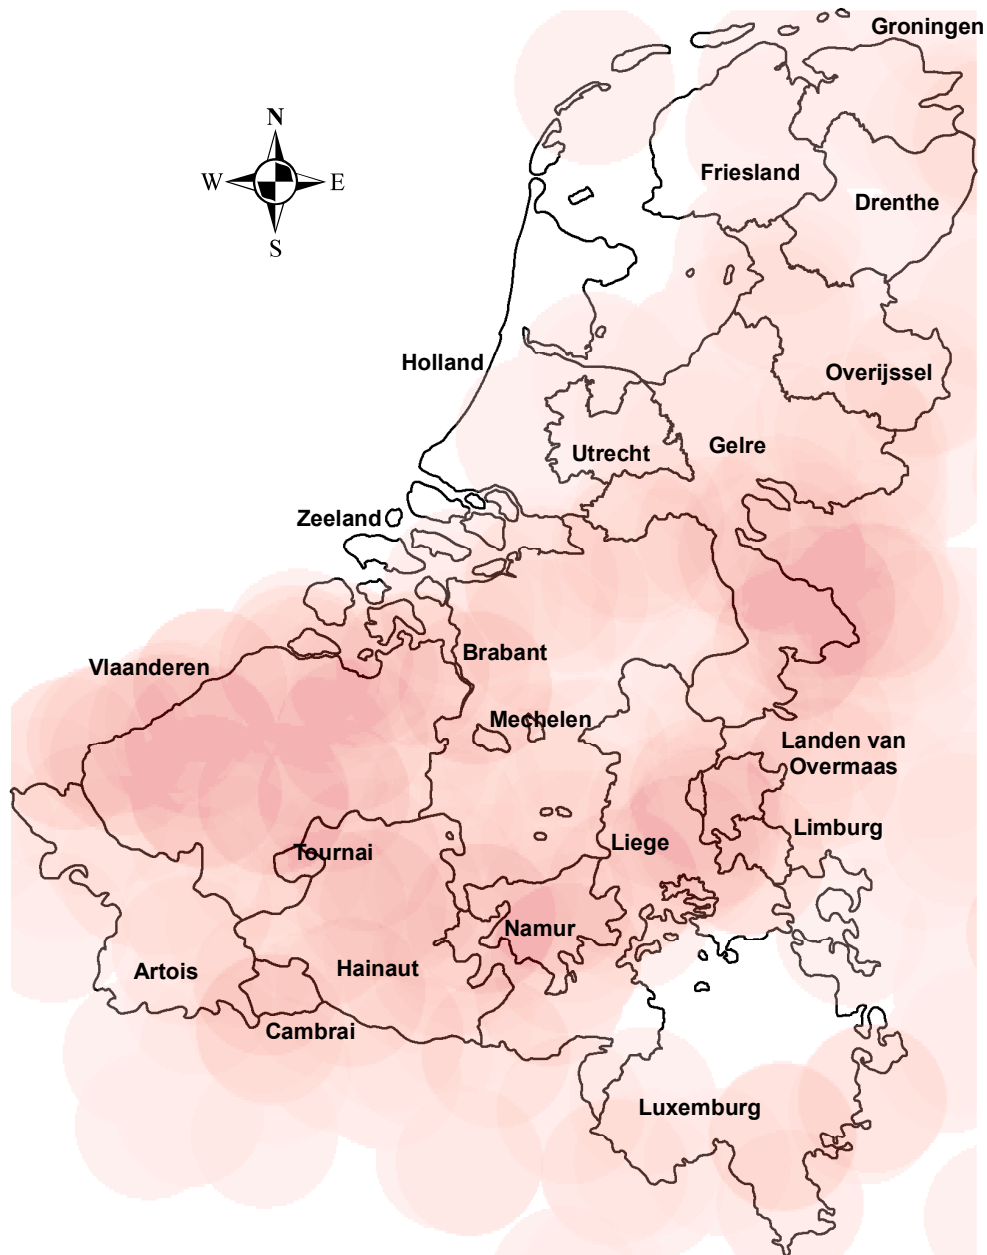 Groningen
N
W
E
S
Friesland
Drenthe
Holland
Overijssel
Utrecht
Gelre
Zeeland
Vlaanderen
Brabant
Mechelen
Landen van
Overmaas
Limburg
Tournai
Liege
Namur
Artois
Hainaut
Cambrai
Luxemburg